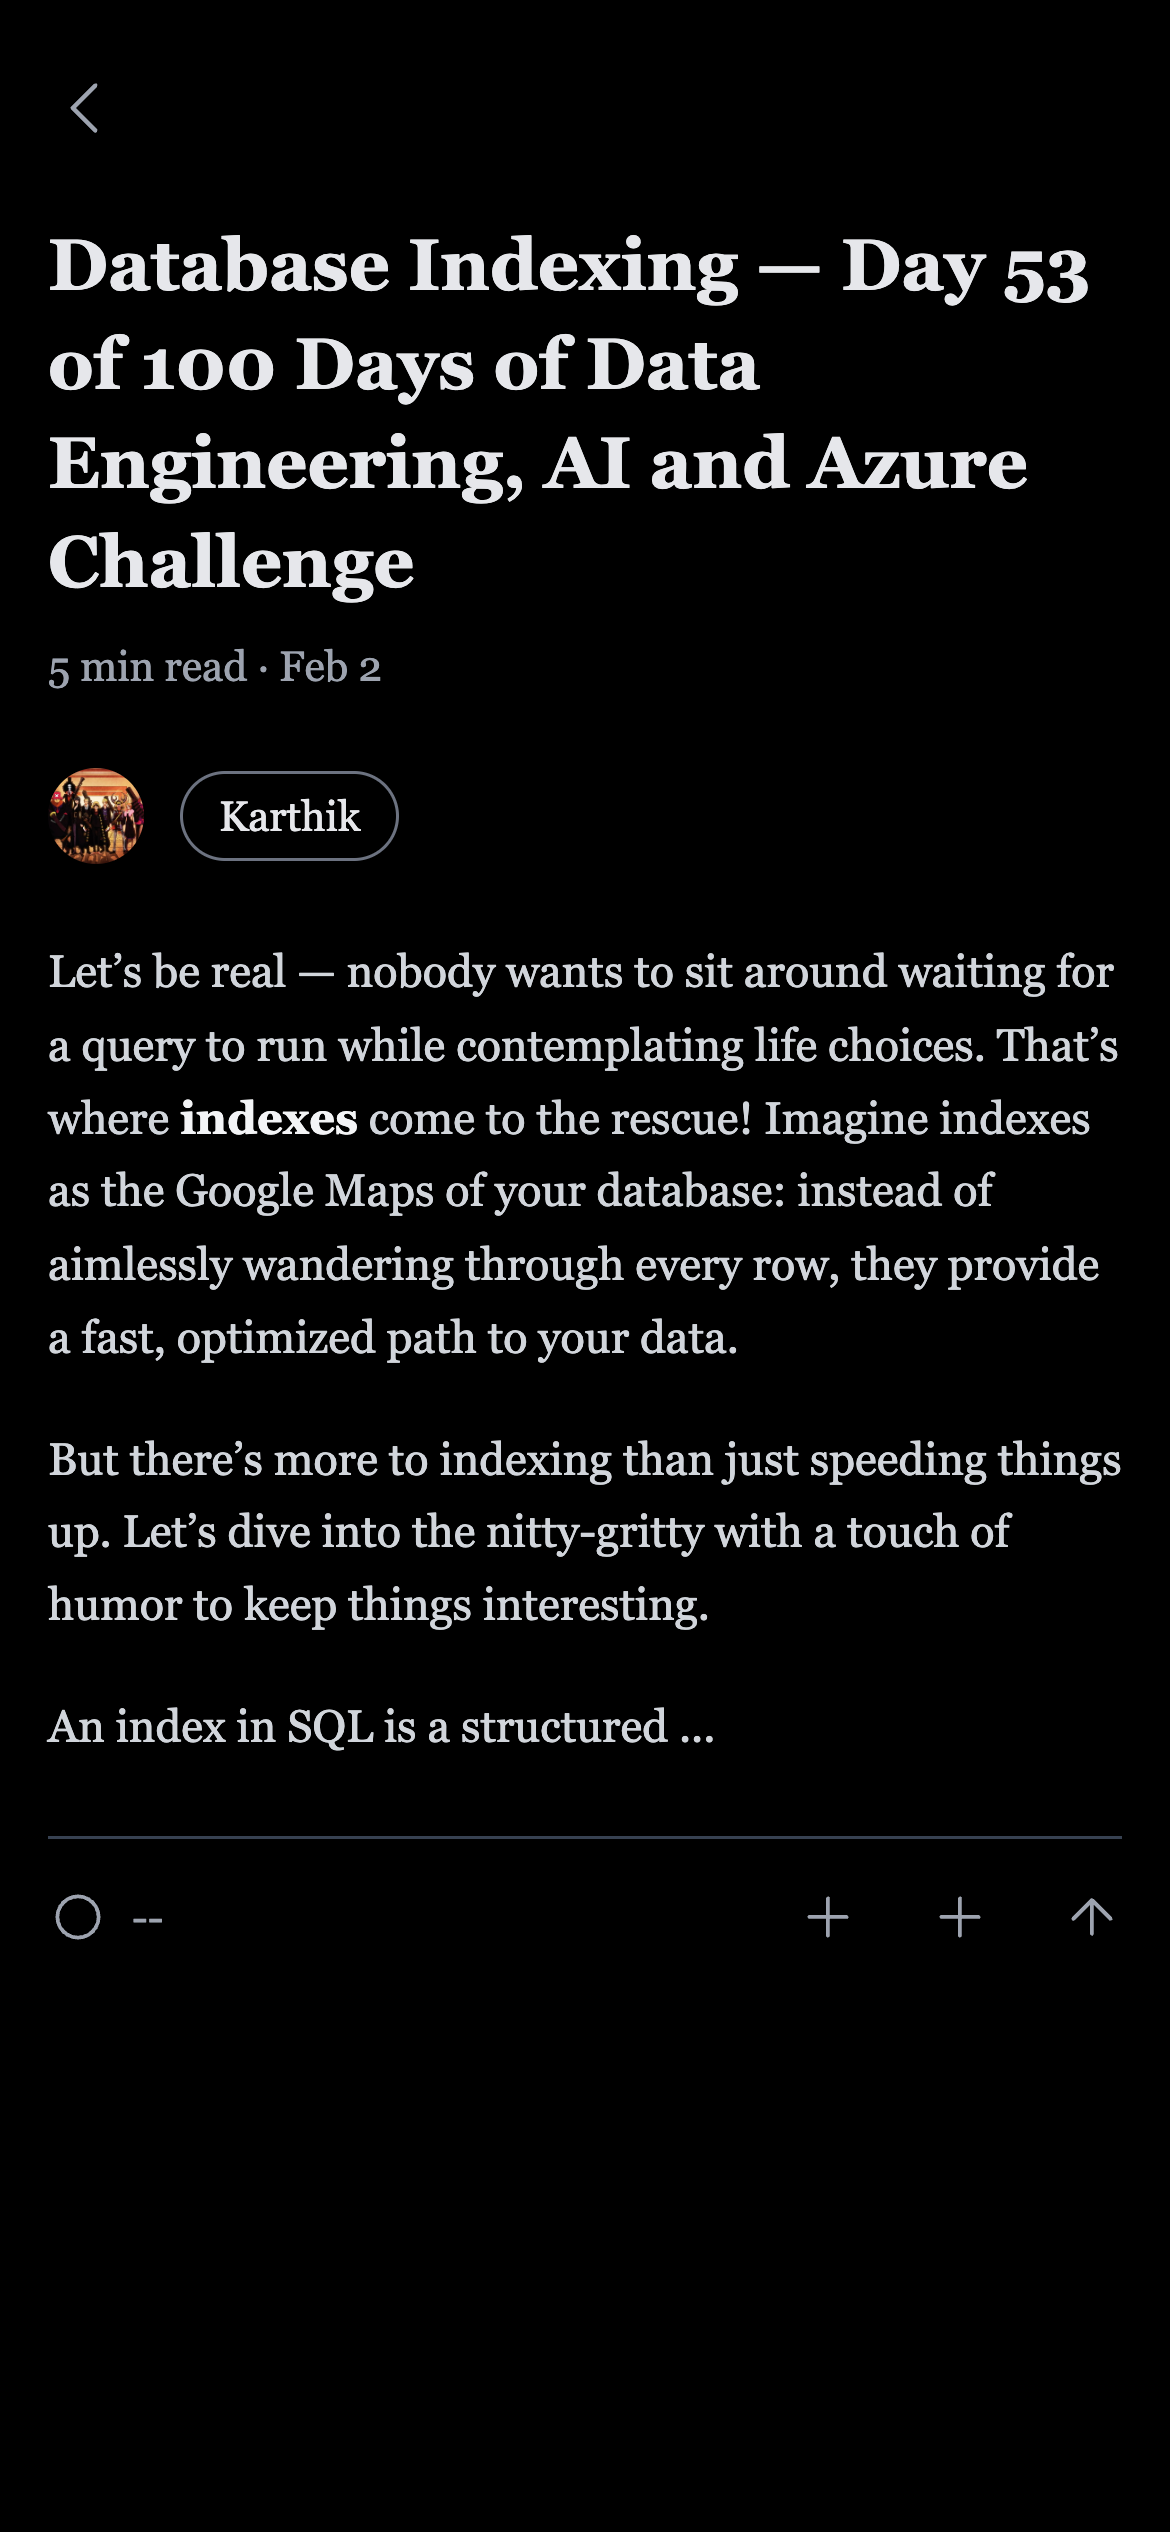 Database Indexing — Day 53
of 100 Days of Data
Engineering, AI and Azure
Challenge
5 min read · Feb 2
Karthik
Let’s be real — nobody wants to sit around waiting for
a query to run while contemplating life choices. That’s
where indexes come to the rescue! Imagine indexes
as the Google Maps of your database: instead of
aimlessly wandering through every row, they provide
a fast, optimized path to your data.
But there’s more to indexing than just speeding things
up. Let’s dive into the nitty-gritty with a touch of
humor to keep things interesting.
An index in SQL is a structured ...
--